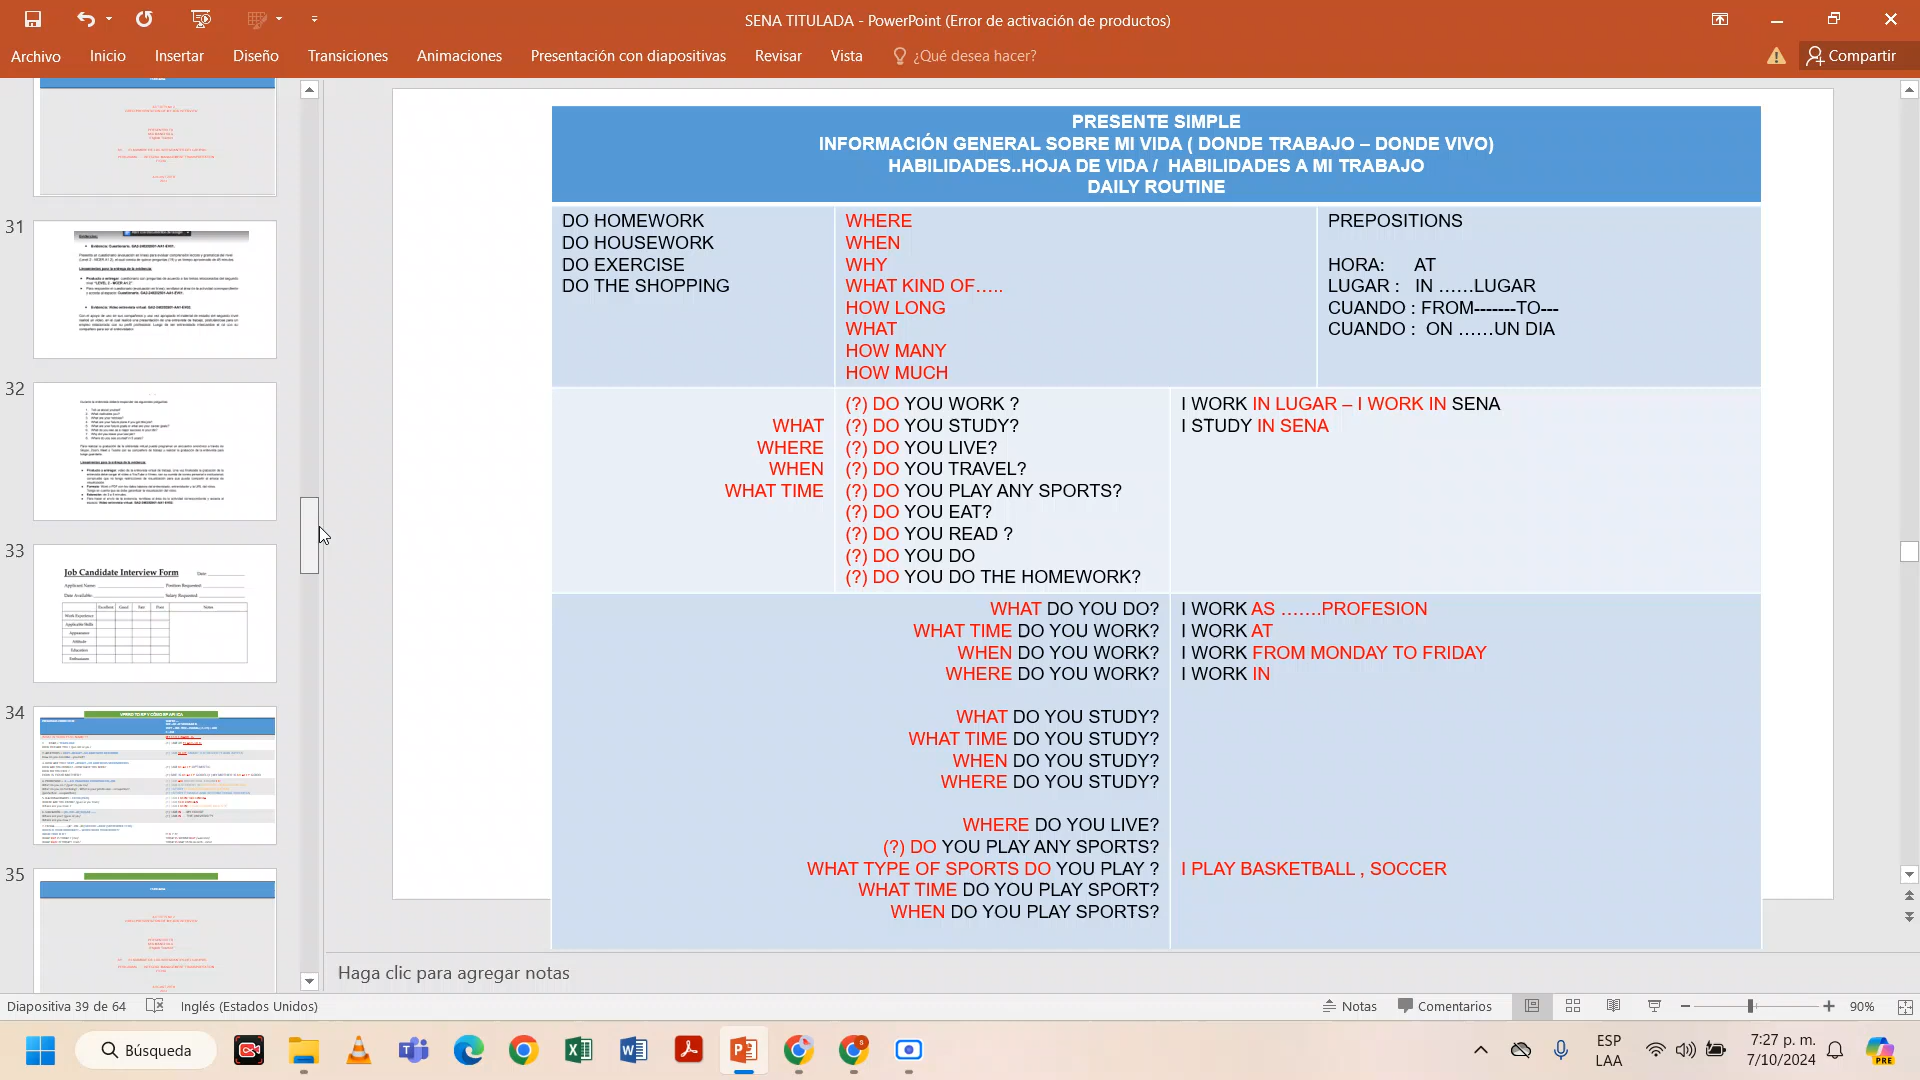 SENA TITULADA - PowerPoint (Error de activación de productos)
Archivo
Inicio
Insertar
Diseño
Transiciones
Animaciones
Presentación con diapositivas
Revisar
Vista
¿Qué desea hacer?
Compartir
31
32
33
Job Candidate Interview Form
34
35
PRESENTE SIMPLE
INFORMACIÓN GENERAL SOBRE MI VIDA ( DONDE TRABAJO – DONDE VIVO)
HABILIDADES..HOJA DE VIDA / HABILIDADES A MI TRABAJO
DAILY ROUTINE
DO HOMEWORK
DO HOUSEWORK
DO EXERCISE
DO THE SHOPPING
WHERE
WHEN
WHY
WHAT KIND OF…..
HOW LONG
WHAT
HOW MANY
HOW MUCH
PREPOSITIONS
HORA: AT
LUGAR : IN ……LUGAR
CUANDO : FROM-------TO---
CUANDO : ON ……UN DIA
WHAT
WHERE
WHEN
WHAT TIME
(?) DO YOU WORK ?
(?) DO YOU STUDY?
(?) DO YOU LIVE?
(?) DO YOU TRAVEL?
(?) DO YOU PLAY ANY SPORTS?
(?) DO YOU EAT?
(?) DO YOU READ ?
(?) DO YOU DO
(?) DO YOU DO THE HOMEWORK?
I WORK IN LUGAR – I WORK IN SENA
I STUDY IN SENA
WHAT DO YOU DO?
WHAT TIME DO YOU WORK?
WHEN DO YOU WORK?
WHERE DO YOU WORK?
WHAT DO YOU STUDY?
WHAT TIME DO YOU STUDY?
WHEN DO YOU STUDY?
WHERE DO YOU STUDY?
WHERE DO YOU LIVE?
(?) DO YOU PLAY ANY SPORTS?
WHAT TYPE OF SPORTS DO YOU PLAY ?
WHAT TIME DO YOU PLAY SPORT?
WHEN DO YOU PLAY SPORTS?
I WORK AS …….PROFESION
I WORK AT
I WORK FROM MONDAY TO FRIDAY
I WORK IN
I PLAY BASKETBALL , SOCCER
Haga clic para agregar notas
Diapositiva 39 de 64
Inglés (Estados Unidos)
Notas
Comentarios
90%
Búsqueda
ESP
LAA
7:27 p. m.
7/10/2024
PRE